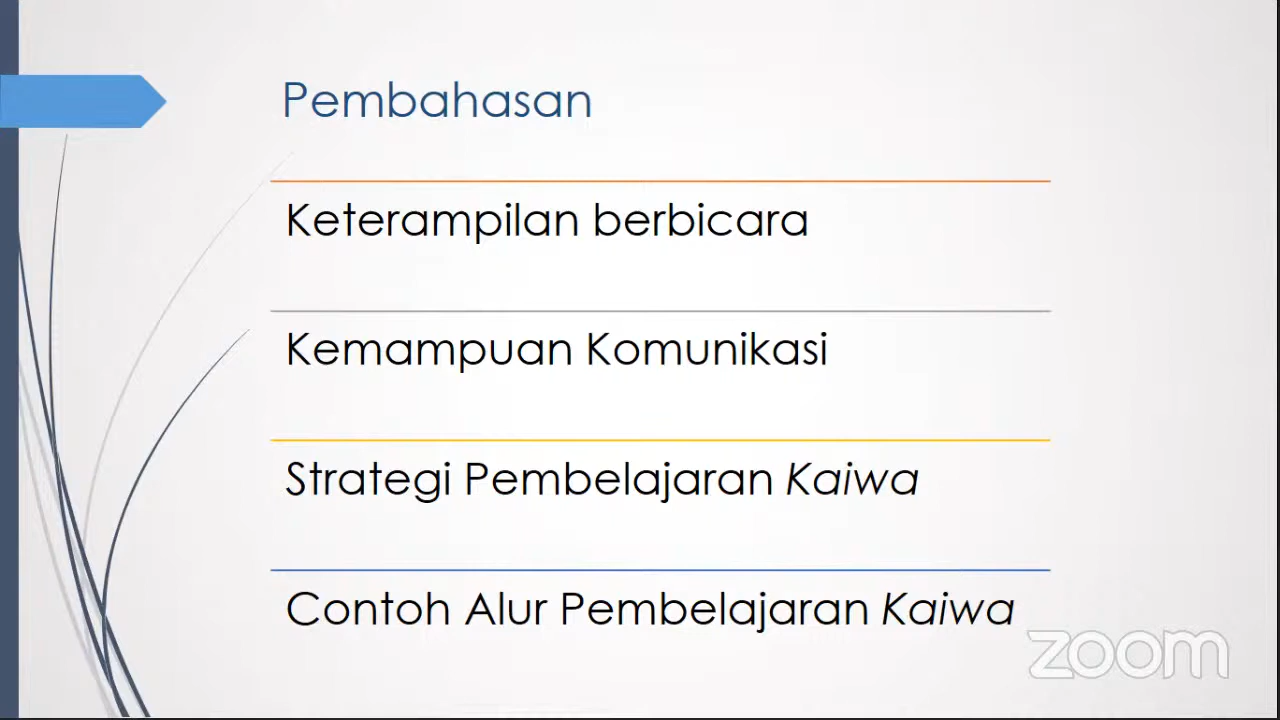 Pembahasan
Keterampilan berbicara
Kemampuan Komunikasi
Strategi Pembelajaran Kaiwa
Contoh Alur Pembelajaran Kaiwa
zoom